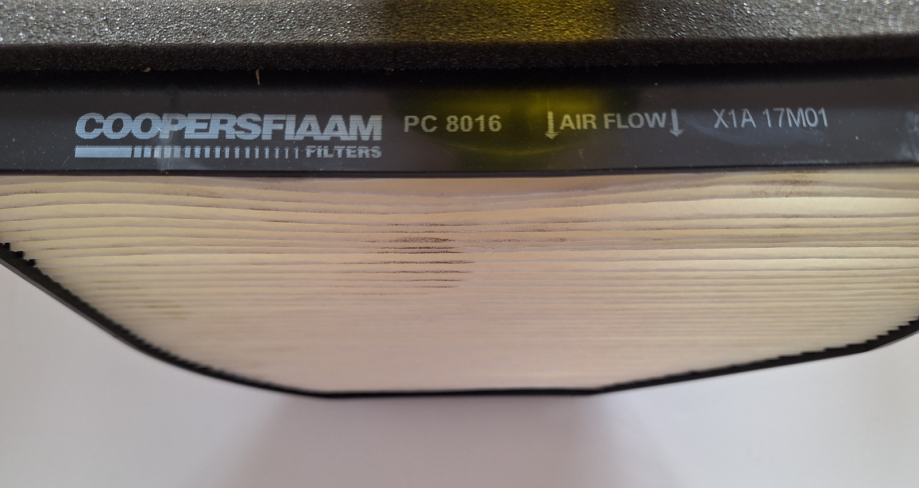 COOPERSFIAAM PC 8016 ↓AIR FLOW↓ X1A 17M01
FILTERS